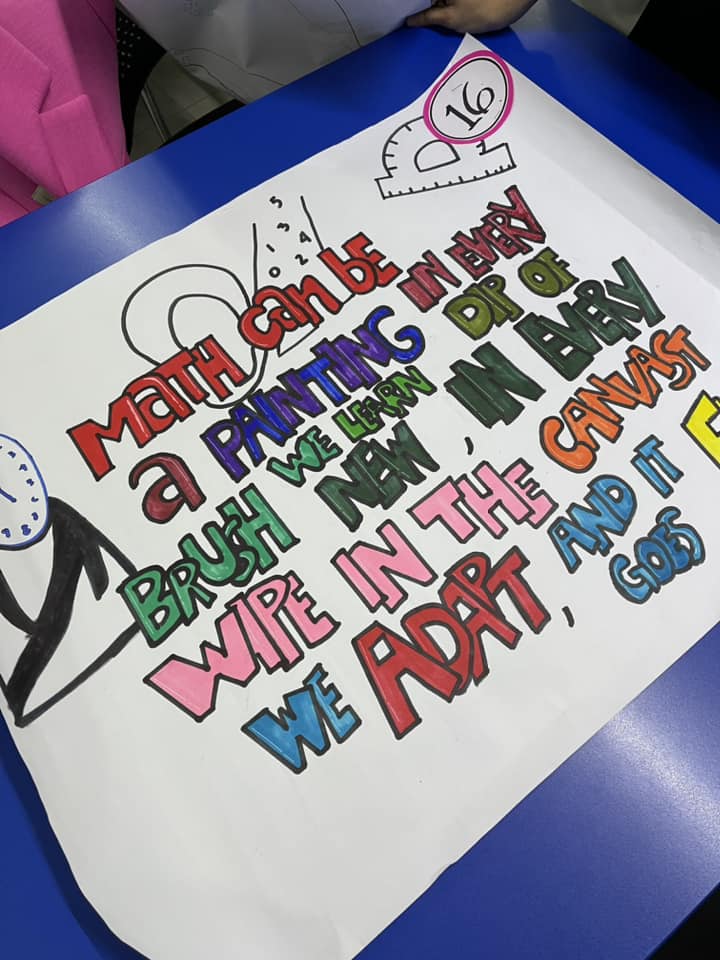 16
5
1 3 4
0 2
MATH can bE
a PAINTING IN EVERY
DIP OF
BRUSH WE LEARN
NEW, IN EVERY
WIPE IN THE CANVAST
WE ADAPT, AND IT
GOES